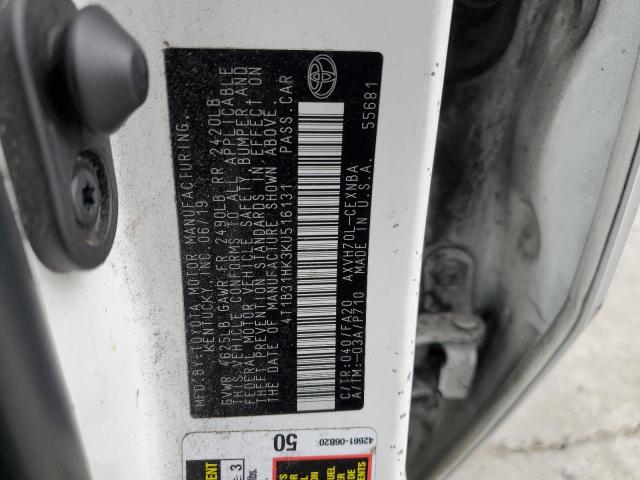 MFD.BY:TOYOTA MOTOR MANUFACTURING,
KENTUCKY, INC. 06/19
GVWR 4625LB GAWR FR 2490LB RR 2420LB
THIS VEHICLE CONFORMS TO ALL APPLICABLE
FEDERAL MOTOR VEHICLE SAFETY, BUMPER, AND
THEFT PREVENTION STANDARDS IN EFFECT ON
THE DATE OF MANUFACTURE SHOWN ABOVE.
4T1B31HK3KU516131 PASS.CAR
C/TR:040/FA20 AXVH70L-CEXNBA
A/TM:-03A/P710 MADE IN U.S.A.
55681
50
42661-06B20
3